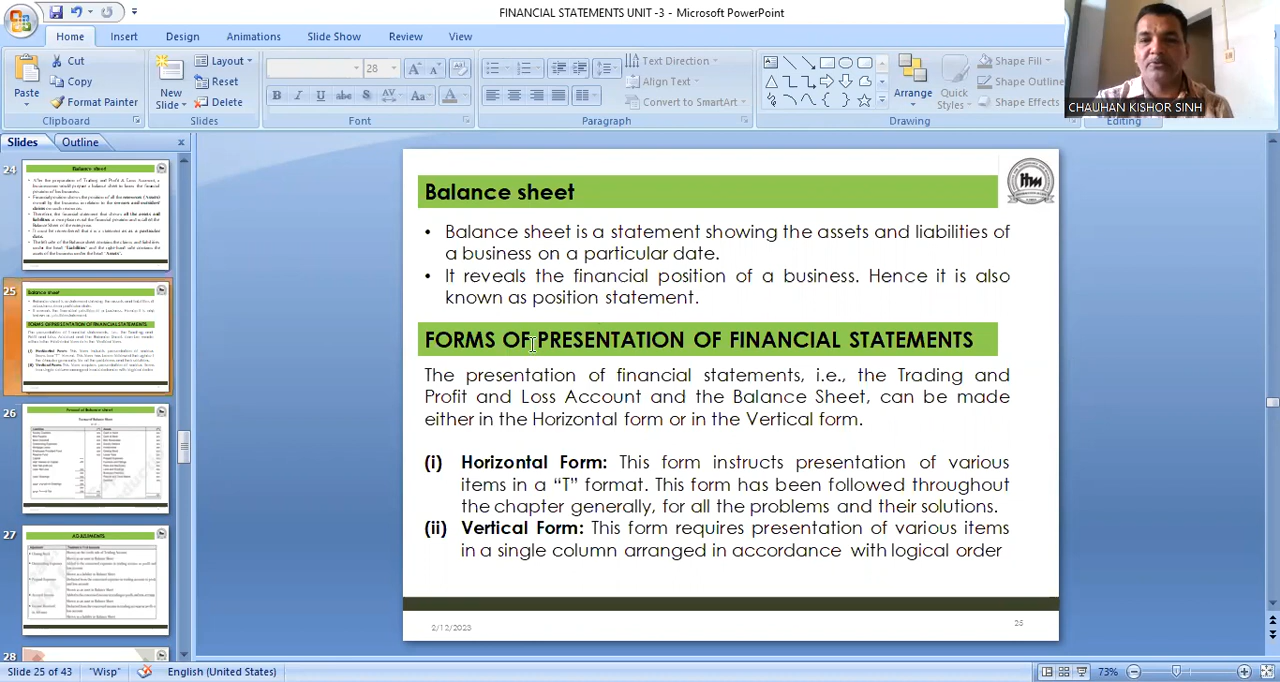 FINANCIAL STATEMENTS UNIT -3 - Microsoft PowerPoint
Home Insert Design Animations Slide Show Review View
Paste
Cut
Copy
Format Painter
Clipboard
New Slide
Layout
Reset
Delete
Slides
28
B I U abc S AV Aa A
Font
Text Direction
Align Text
Convert to SmartArt
Paragraph
Arrange
Quick Styles
Shape Fill
Shape Outline
Shape Effects
Drawing
Editing
CHAUHAN KISHOR SINH
Slides Outline
24
Balance sheet
25
26
27
ADJUSTMENTS
28
Balance sheet
• Balance sheet is a statement showing the assets and liabilities of
a business on a particular date.
• It reveals the financial position of a business. Hence it is also
known as position statement.
FORMS OF PRESENTATION OF FINANCIAL STATEMENTS
The presentation of financial statements, i.e., the Trading and
Profit and Loss Account and the Balance Sheet, can be made
either in the Horizontal form or in the Vertical form.
(i) Horizontal Form: This form instructs presentation of various
items in a “T” format. This form has been followed throughout
the chapter generally, for all the problems and their solutions.
(ii) Vertical Form: This form requires presentation of various items
in a single column arranged in consonance with logical order
2/12/2023
25
itm
Slide 25 of 43 "Wisp" English (United States) 73%